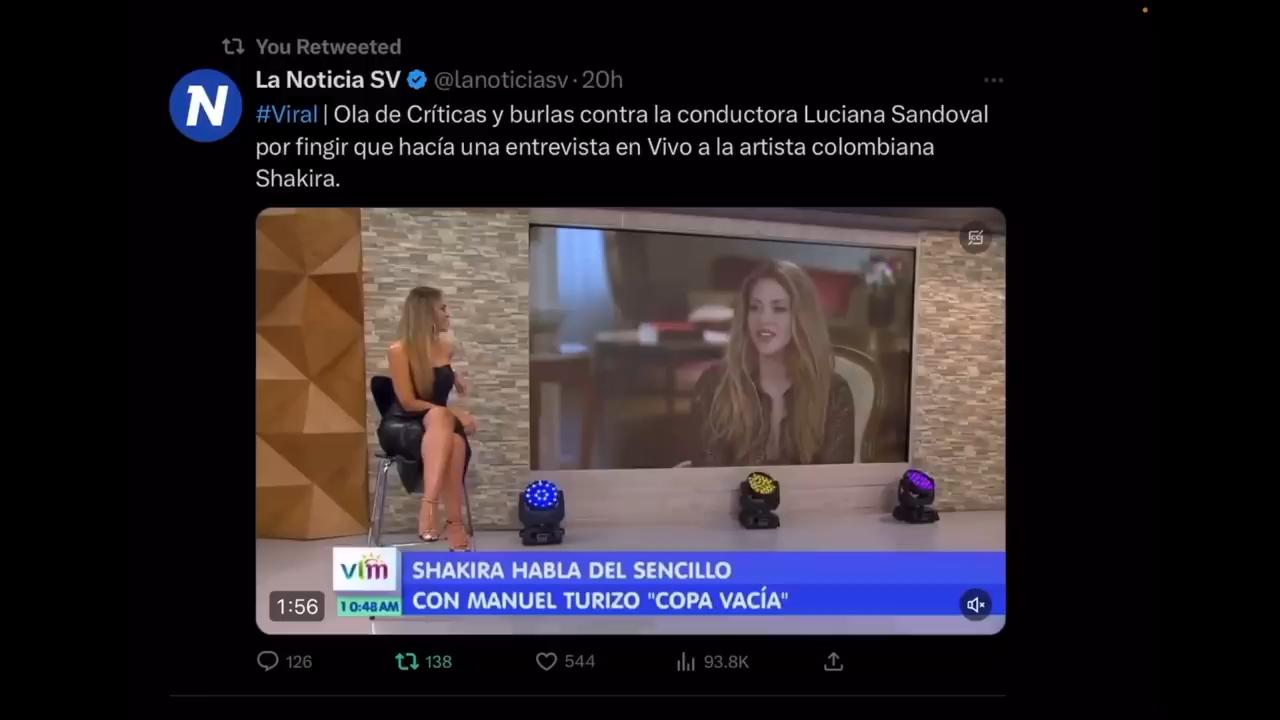 You Retweeted
La Noticia SV @lanoticiasv · 20h
#Viral | Ola de Críticas y burlas contra la conductora Luciana Sandoval
por fingir que hacía una entrevista en Vivo a la artista colombiana
Shakira.
vim
SHAKIRA HABLA DEL SENCILLO
CON MANUEL TURIZO "COPA VACÍA"
10:48AM
1:56
126 138 544 93.8K